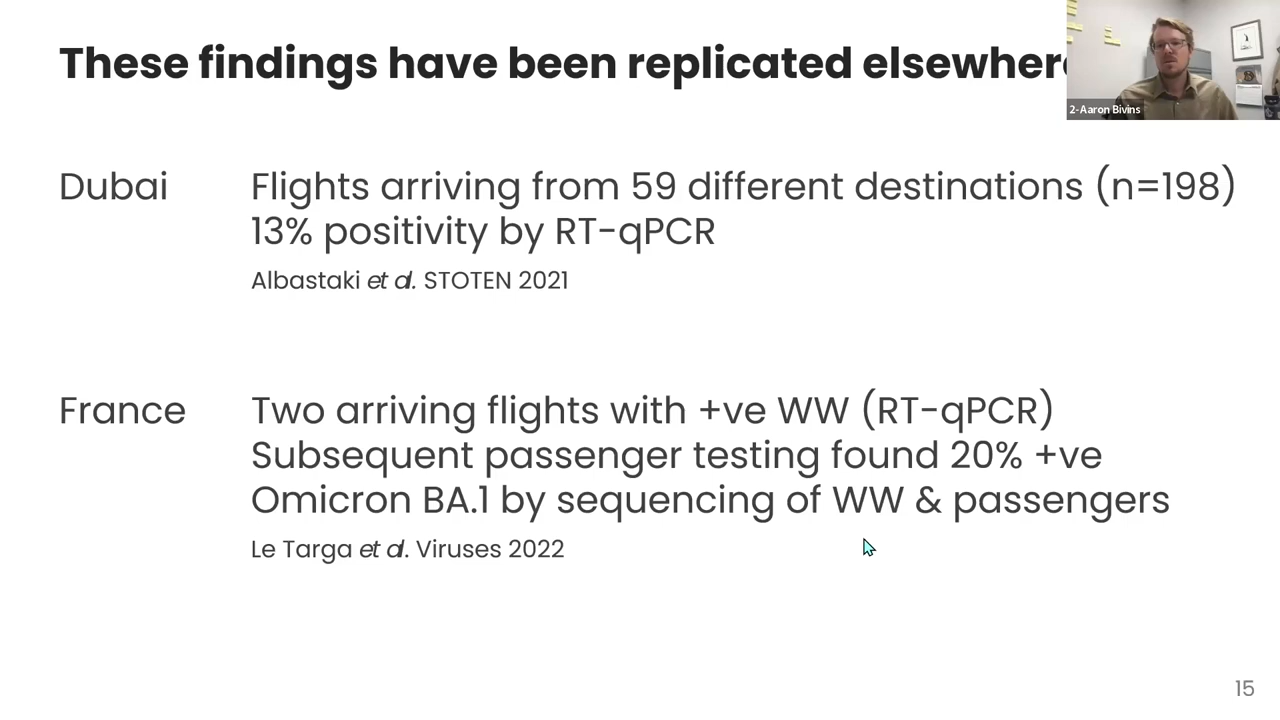 These findings have been replicated elsewher
2-Aaron Bivins
Dubai
Flights arriving from 59 different destinations (n=198)
13% positivity by RT-qPCR
Albastaki et al. STOTEN 2021
France
Two arriving flights with +ve WW (RT-qPCR)
Subsequent passenger testing found 20% +ve
Omicron BA.1 by sequencing of WW & passengers
Le Targa et al. Viruses 2022
15